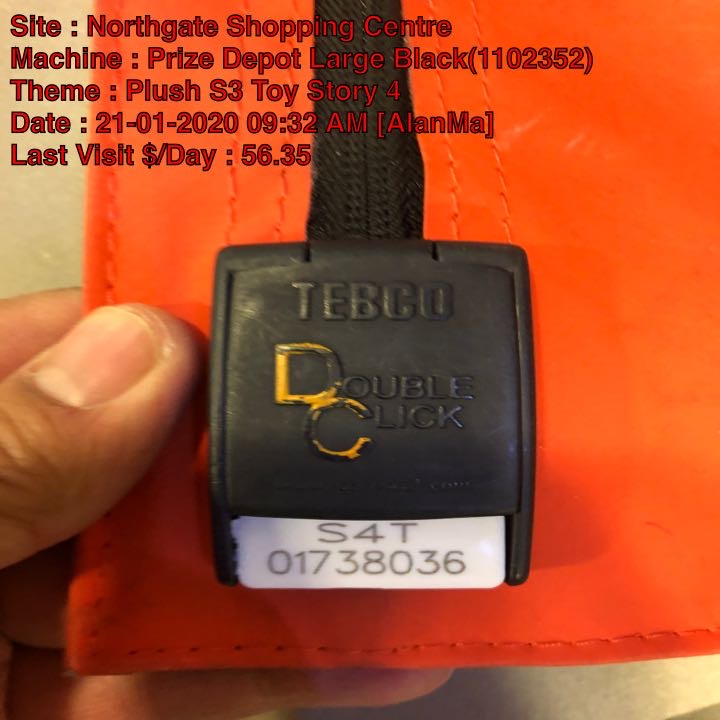 Site : Northgate Shopping Centre
Machine : Prize Depot Large Black(1102352)
Theme : Plush S3 Toy Story 4
Date : 21-01-2020 09:32 AM [AlanMa]
Last Visit $/Day : 56.35
TEBCO
DOUBLE
CLICK
S4T
01738036